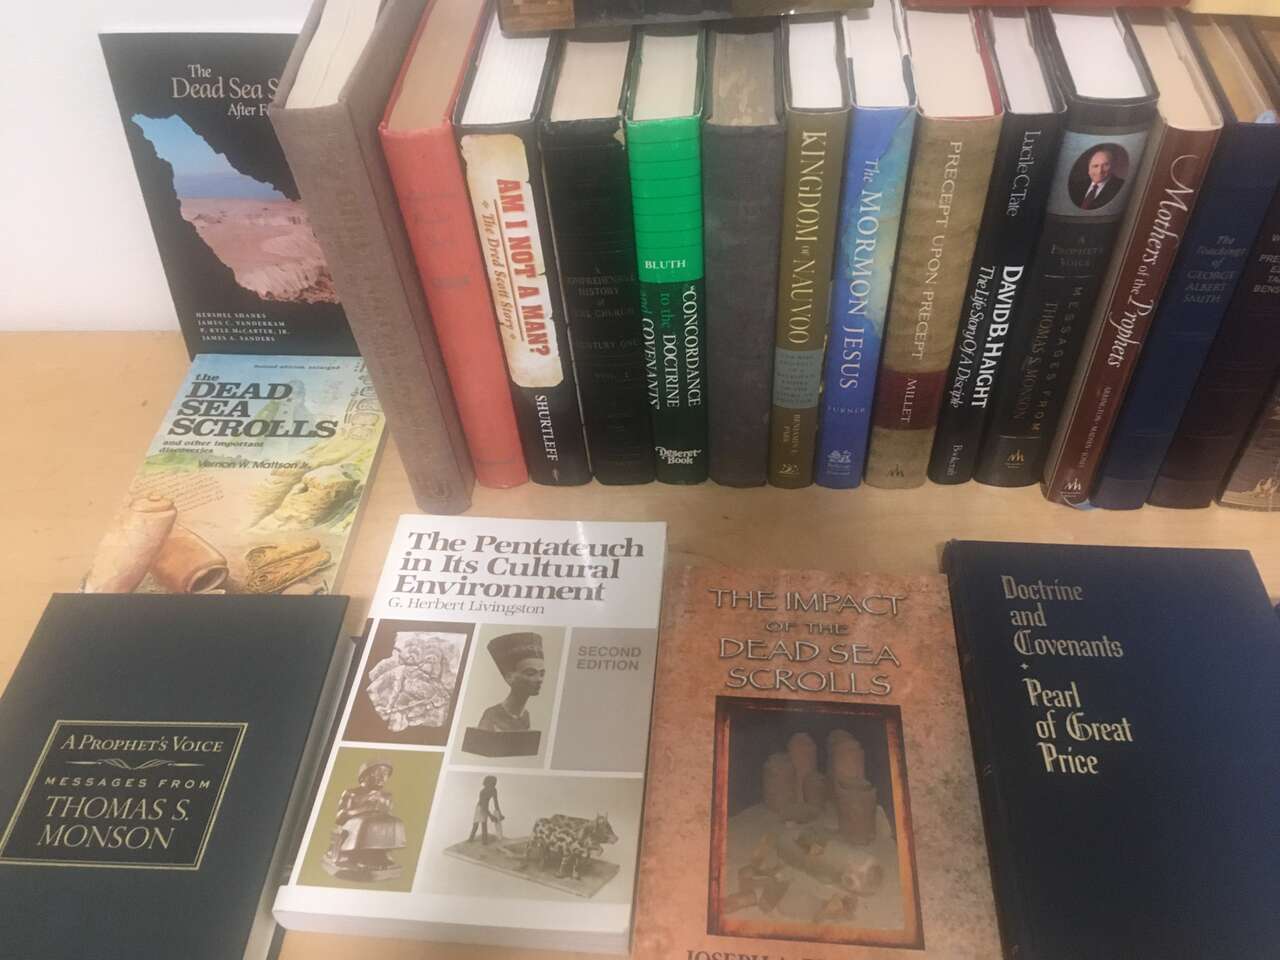 The
Dead Sea
After
HERSHEL SHANKS
JAMES C. VANDERKAM
P. KYLE McCARTER, JR.
JAMES A. SANDERS
AM I NOT A MAN?
The Dred Scott Story
SHURTLEFF
A
COMPREHENSIVE
HISTORY OF
THE CHURCH
CENTURY ONE
BLUTH
"CONCORDANCE
to the DOCTRINE
and COVENANTS"
Deseret
Book
KINGDOM OF NAUVOO
BENJAMIN E.
PARK
The MORMON JESUS
TURNER
PRECEPT UPON PRECEPT
MILLET
Lucile C. Tate
DAVID B. HAIGHT
The Life Story Of A Disciple
Bookcraft
A
PROPHET'S
VOICE
MESSAGES FROM
THOMAS S. MONSON
Mothers of the Prophets
The
Teachings
of
GEORGE
ALBERT
SMITH
Second edition, enlarged
the
DEAD
SEA
SCROLLS
and other important
discoveries
Vernon W. Mattson Jr.
A PROPHET'S VOICE
MESSAGES FROM
THOMAS S.
MONSON
The Pentateuch
in Its Cultural
Environment
G. Herbert Livingston
SECOND
EDITION
THE IMPACT
OF THE
DEAD SEA
SCROLLS
Doctrine
and
Covenants
Pearl
of Great
Price